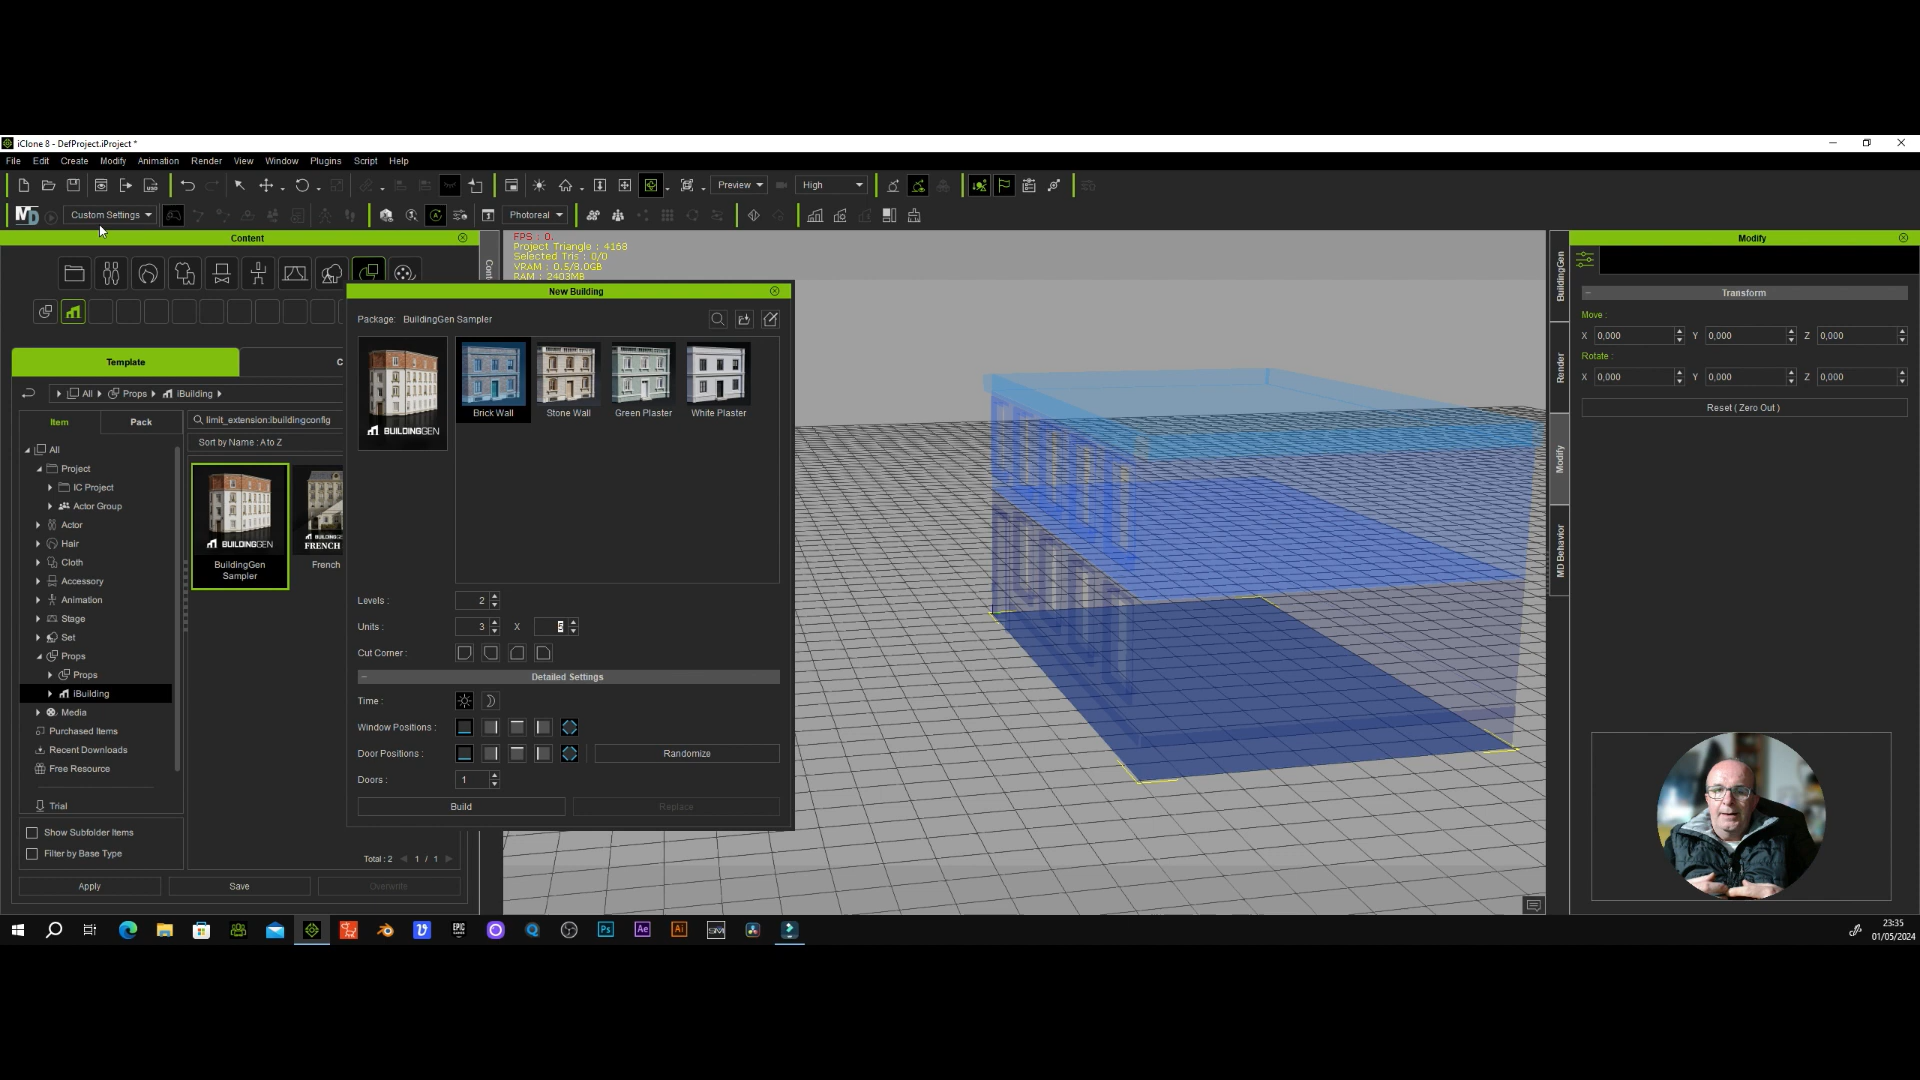 iClone 8 - DefProject.iProject *
File Edit Create Modify Animation Render View Window Plugins Script Help
Preview High
Custom Settings Photoreal
Content
FPS : 0.
Project Triangle : 4168
Selected Tris : 0/0
VRAM : 0.5/8.0GB
RAM : 2403MB
Cont
New Building
Package: BuildingGen Sampler
BUILDINGGEN
Brick Wall
Stone Wall
Green Plaster
White Plaster
Template
C
All Props iBuilding
Item
Pack
limit_extension:ibuildingconfig
Sort by Name : A to Z
All
Project
IC Project
Actor Group
Actor
Hair
Cloth
Accessory
Animation
Stage
Set
Props
Props
iBuilding
Media
Purchased Items
Recent Downloads
Free Resource
Trial
Show Subfolder Items
Filter by Base Type
Apply
Save
Overwrite
BUILDINGGEN
BuildingGen
Sampler
FRENCH
French
Total : 2 1 / 1
Levels : 2
Units : 3 X 5
Cut Corner :
Detailed Settings
Time :
Window Positions :
Door Positions :
Randomize
Doors : 1
Build
Replace
BuildingGen
Render
Modify
MD Behavior
Modify
Transform
Move :
X 0,000 Y 0,000 Z 0,000
Rotate :
X 0,000 Y 0,000 Z 0,000
Reset ( Zero Out )
EPIC
Ps
Ae
Ai
23:35
01/05/2024